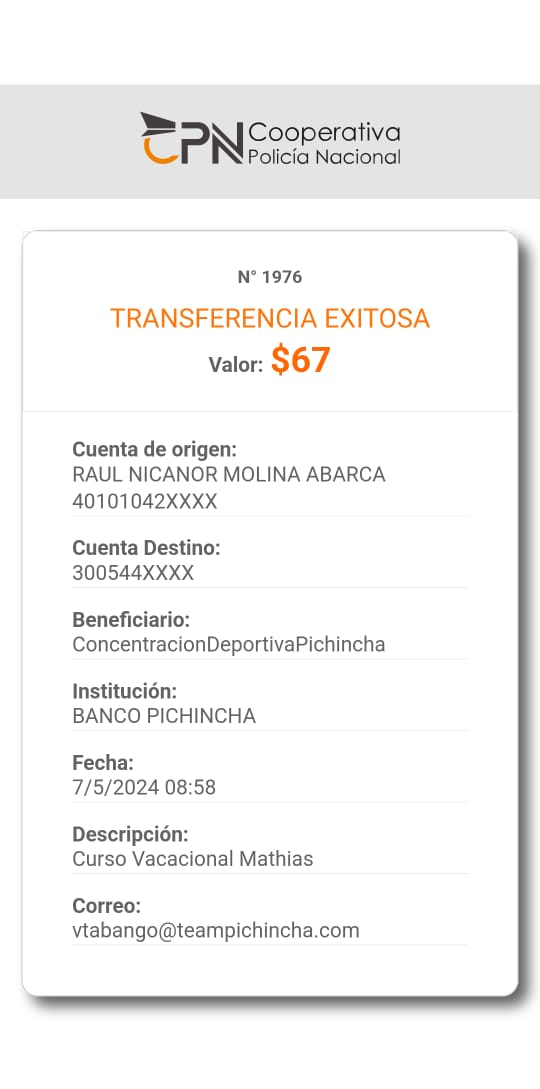 CPN Cooperativa
Policía Nacional
N° 1976
TRANSFERENCIA EXITOSA
Valor: $67
Cuenta de origen:
RAUL NICANOR MOLINA ABARCA
40101042XXXX
Cuenta Destino:
300544XXXX
Beneficiario:
ConcentracionDeportivaPichincha
Institución:
BANCO PICHINCHA
Fecha:
7/5/2024 08:58
Descripción:
Curso Vacacional Mathias
Correo:
vtabango@teampichincha.com